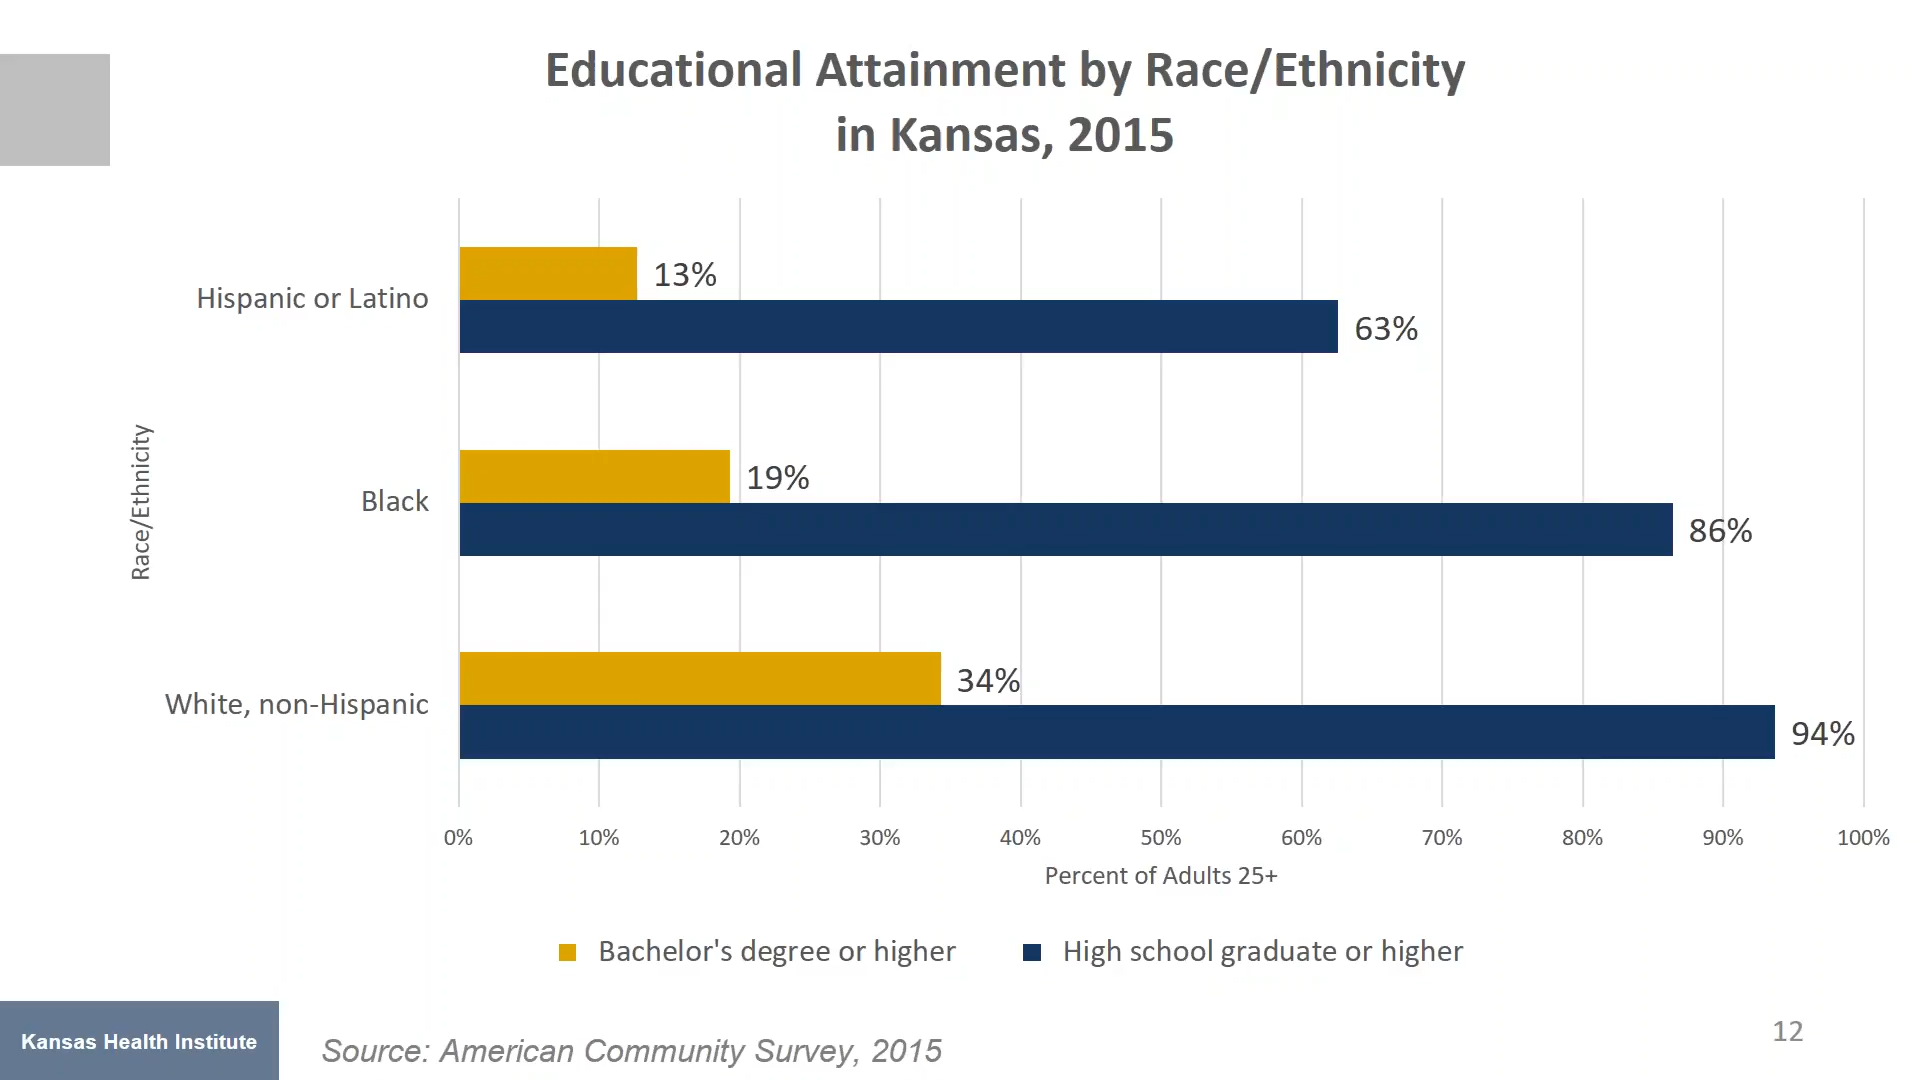 Educational Attainment by Race/Ethnicity
in Kansas, 2015
Race/Ethnicity
Hispanic or Latino
13%
63%
Black
19%
86%
White, non-Hispanic
34%
94%
0% 10% 20% 30% 40% 50% 60% 70% 80% 90% 100%
Percent of Adults 25+
Bachelor's degree or higher High school graduate or higher
Kansas Health Institute
Source: American Community Survey, 2015
12